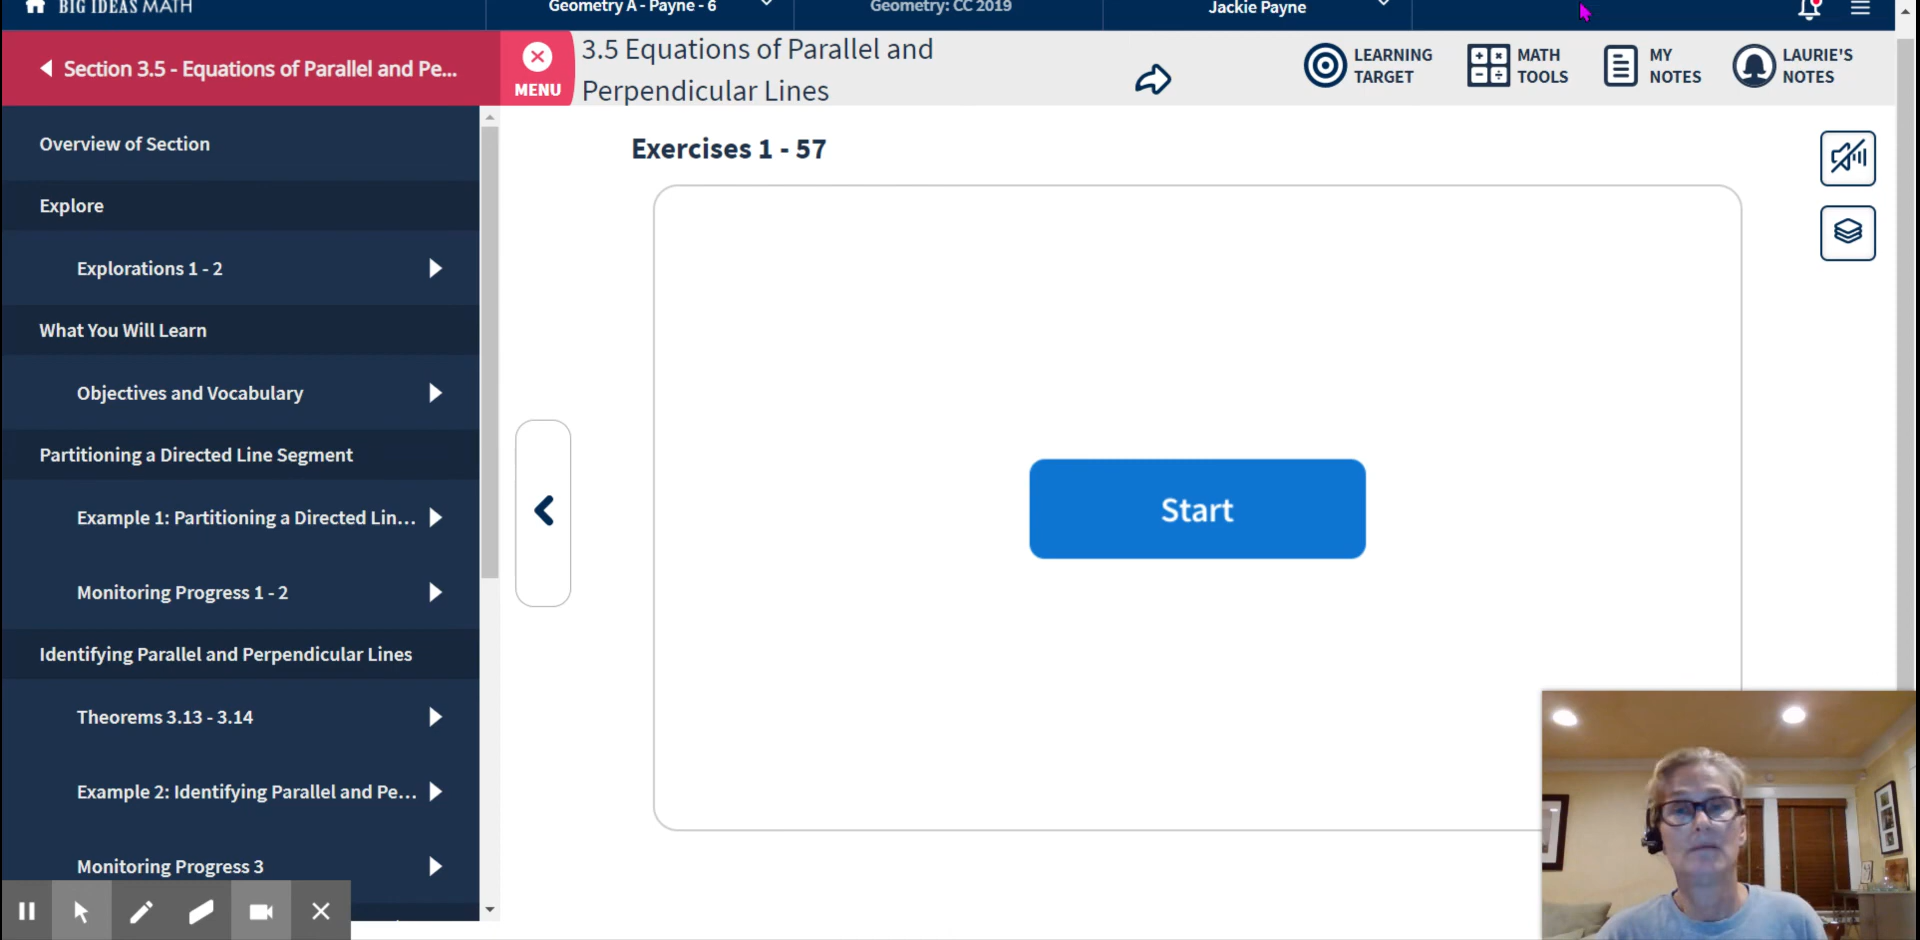 BIG IDEAS MATH
Geometry A - Payne - 6
Geometry: CC 2019
Jackie Payne
Section 3.5 - Equations of Parallel and Pe...
MENU
3.5 Equations of Parallel and
Perpendicular Lines
LEARNING
TARGET
MATH
TOOLS
MY
NOTES
LAURIE'S
NOTES
Overview of Section
Explore
Explorations 1 - 2
What You Will Learn
Objectives and Vocabulary
Partitioning a Directed Line Segment
Example 1: Partitioning a Directed Lin...
Monitoring Progress 1 - 2
Identifying Parallel and Perpendicular Lines
Theorems 3.13 - 3.14
Example 2: Identifying Parallel and Pe...
Monitoring Progress 3
Exercises 1 - 57
Start